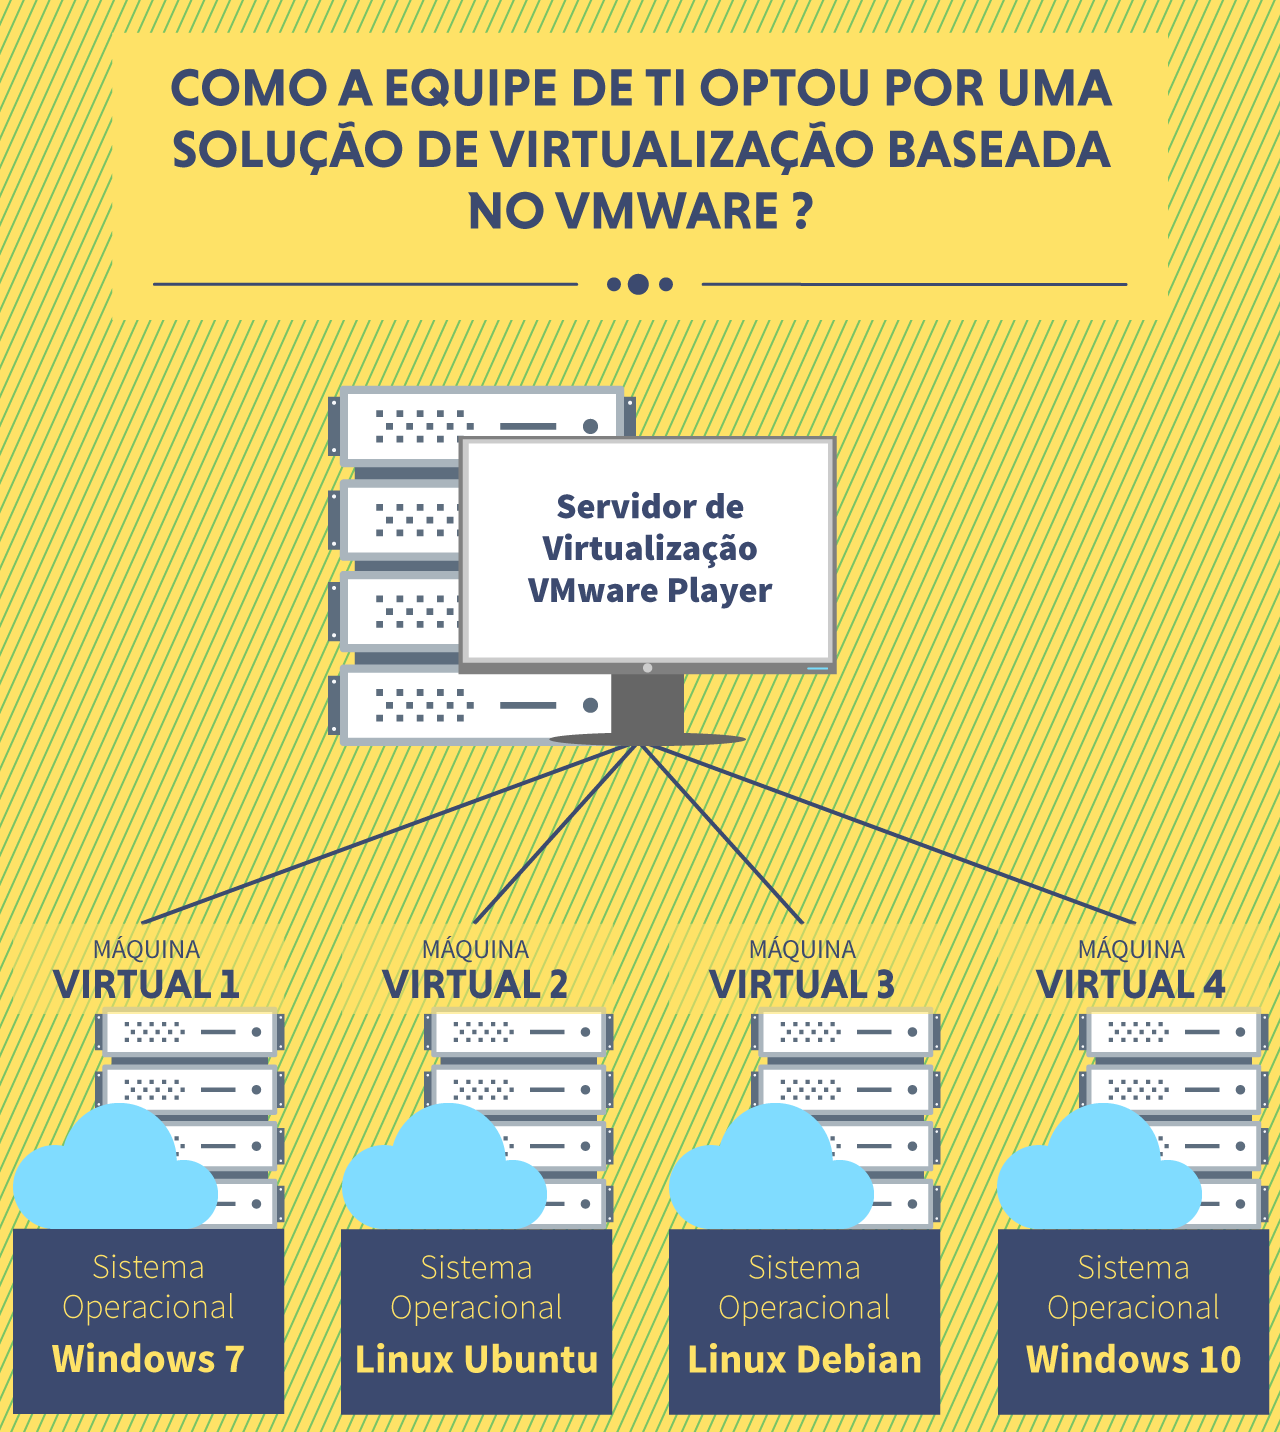 COMO A EQUIPE DE TI OPTOU POR UMA
SOLUÇÃO DE VIRTUALIZAÇÃO BASEADA
NO VMWARE ?
Servidor de
Virtualização
VMware Player
MÁQUINA
VIRTUAL 1
MÁQUINA
VIRTUAL 2
MÁQUINA
VIRTUAL 3
MÁQUINA
VIRTUAL 4
Sistema
Operacional
Windows 7
Sistema
Operacional
Linux Ubuntu
Sistema
Operacional
Linux Debian
Sistema
Operacional
Windows 10